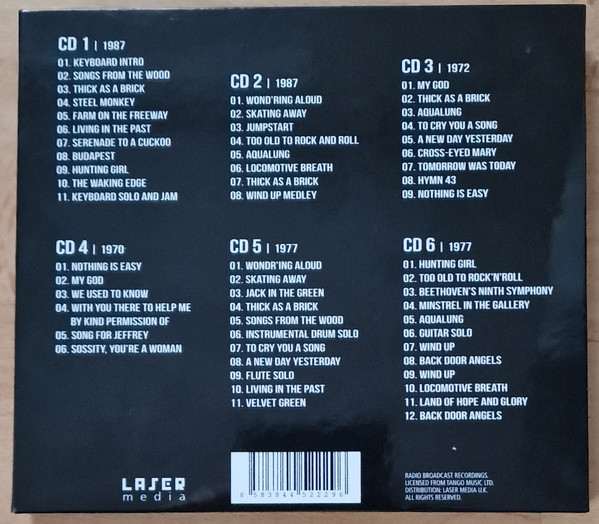 CD 1 | 1987
01. KEYBOARD INTRO
02. SONGS FROM THE WOOD
03. THICK AS A BRICK
04. STEEL MONKEY
05. FARM ON THE FREEWAY
06. LIVING IN THE PAST
07. SERENADE TO A CUCKOO
08. BUDAPEST
09. HUNTING GIRL
10. THE WAKING EDGE
11. KEYBOARD SOLO AND JAM
CD 2 | 1987
01. WOND'RING ALOUD
02. SKATING AWAY
03. JUMPSTART
04. TOO OLD TO ROCK AND ROLL
05. AQUALUNG
06. LOCOMOTIVE BREATH
07. THICK AS A BRICK
08. WIND UP MEDLEY
CD 3 | 1972
01. MY GOD
02. THICK AS A BRICK
03. AQUALUNG
04. TO CRY YOU A SONG
05. A NEW DAY YESTERDAY
06. CROSS-EYED MARY
07. TOMORROW WAS TODAY
08. HYMN 43
09. NOTHING IS EASY
CD 4 | 1970
01. NOTHING IS EASY
02. MY GOD
03. WE USED TO KNOW
04. WITH YOU THERE TO HELP ME
BY KIND PERMISSION OF
05. SONG FOR JEFFREY
06. SOSSITY, YOU'RE A WOMAN
CD 5 | 1977
01. WONDR'ING ALOUD
02. SKATING AWAY
03. JACK IN THE GREEN
04. THICK AS A BRICK
05. SONGS FROM THE WOOD
06. INSTRUMENTAL DRUM SOLO
07. TO CRY YOU A SONG
08. A NEW DAY YESTERDAY
09. FLUTE SOLO
10. LIVING IN THE PAST
11. VELVET GREEN
CD 6 | 1977
01. HUNTING GIRL
02. TOO OLD TO ROCK'N'ROLL
03. BEETHOVEN'S NINTH SYMPHONY
04. MINSTREL IN THE GALLERY
05. AQUALUNG
06. GUITAR SOLO
07. WIND UP
08. BACK DOOR ANGELS
09. WIND UP
10. LOCOMOTIVE BREATH
11. LAND OF HOPE AND GLORY
12. BACK DOOR ANGELS
LASER
media
8 583844 522296
RADIO BROADCAST RECORDINGS.
LICENSED FROM TANGO MUSIC LTD.
DISTRIBUTION: LASER MEDIA U.K.
ALL RIGHTS RESERVED.